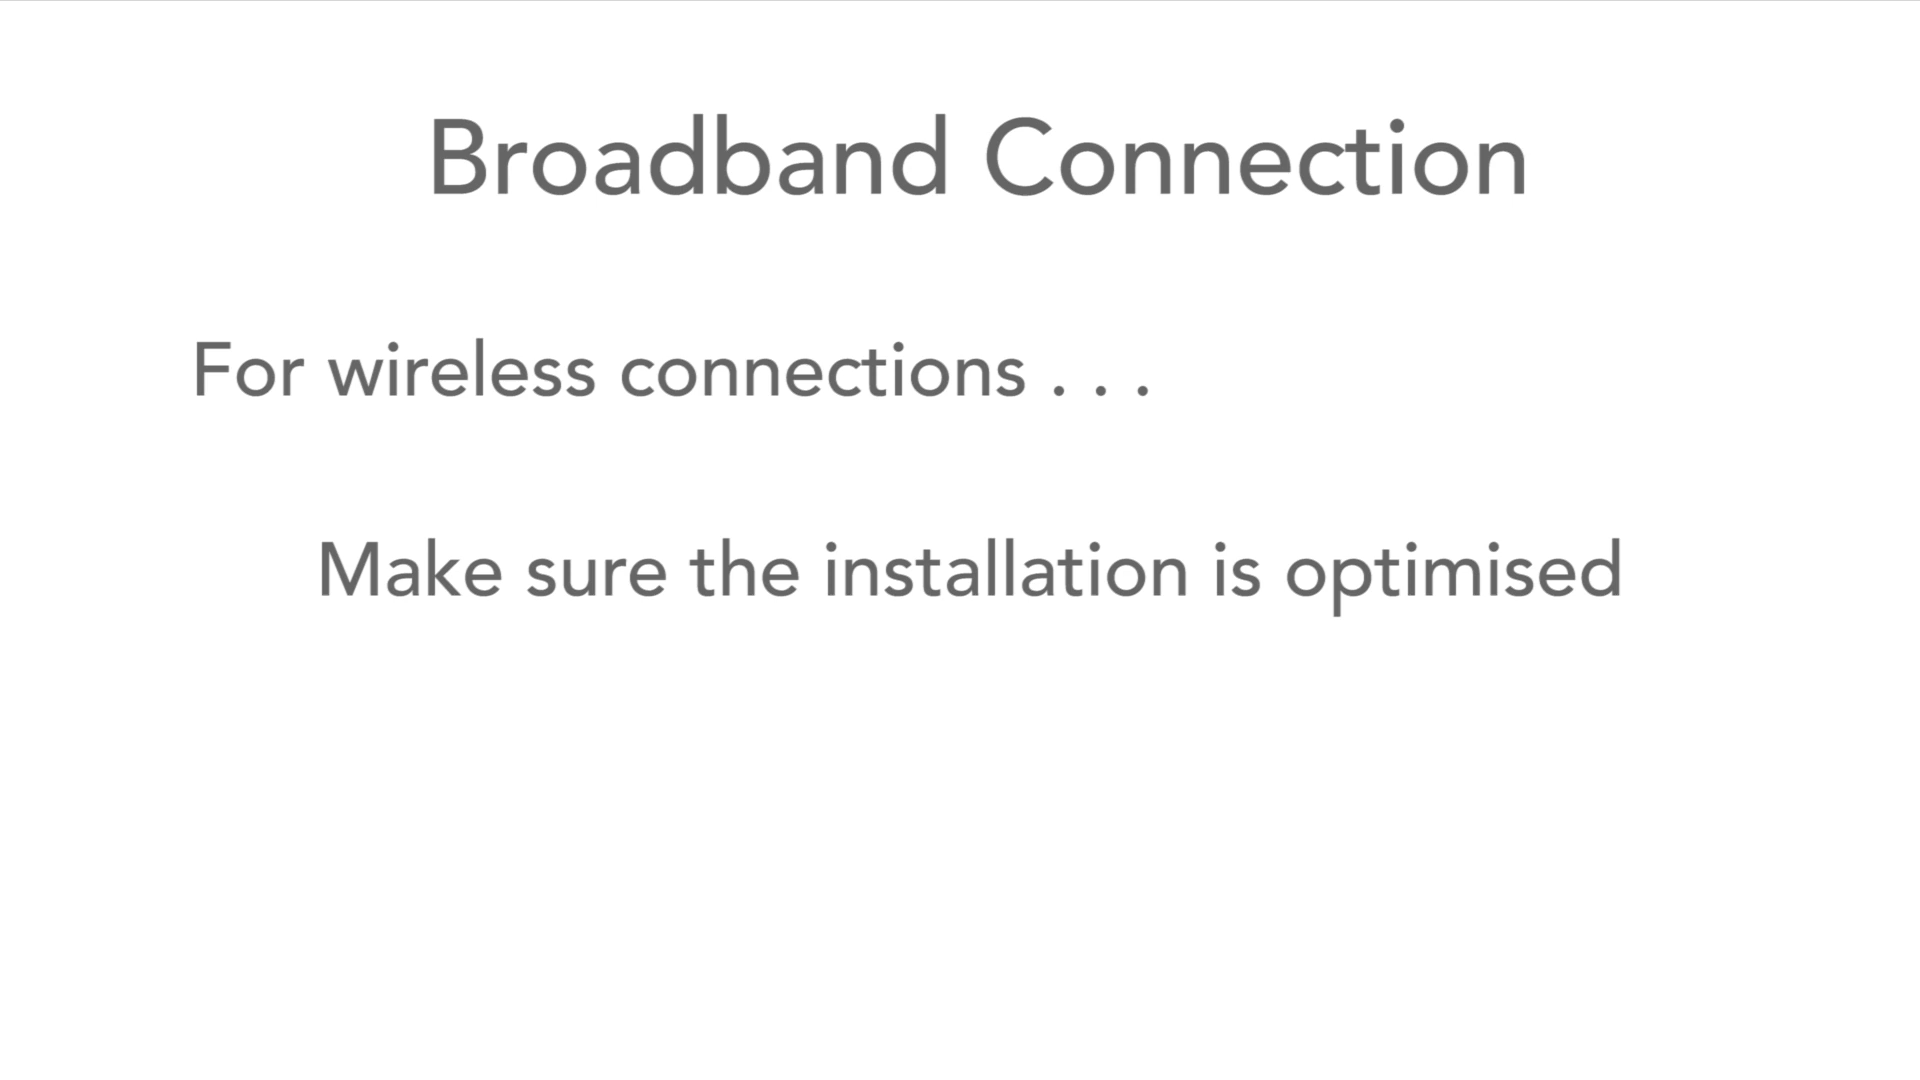 Broadband Connection
For wireless connections . . .
Make sure the installation is optimised